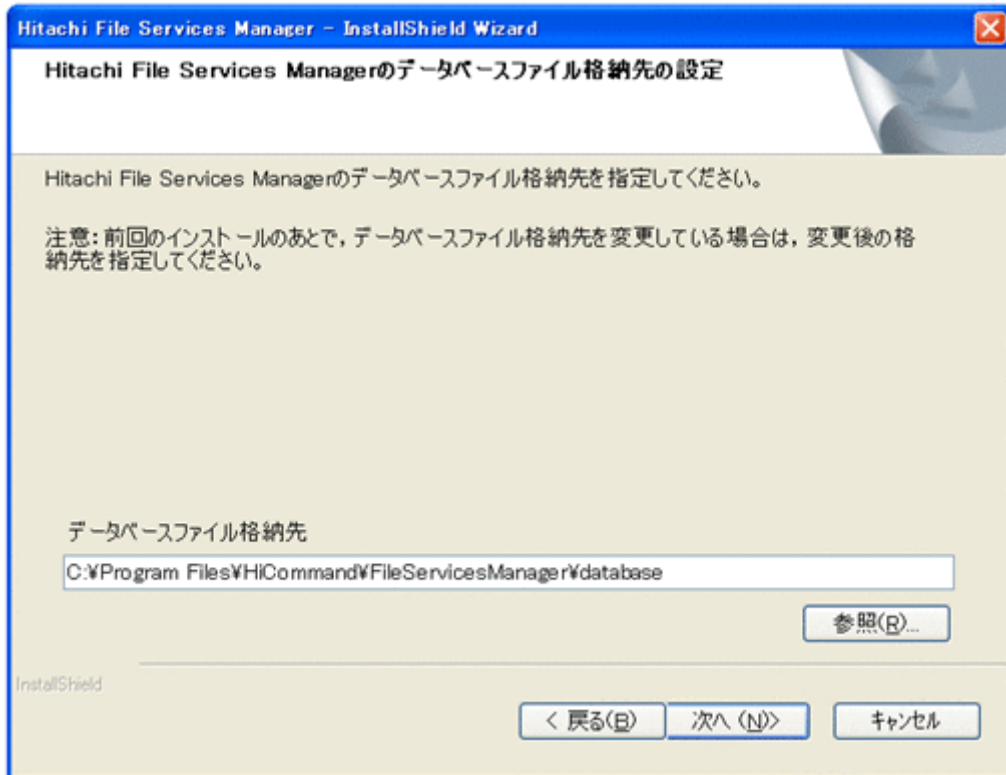 Hitachi File Services Manager - InstallShield Wizard
Hitachi File Services Managerのデータベースファイル格納先の設定
Hitachi File Services Managerのデータベースファイル格納先を指定してください。
注意：前回のインストールのあとで，データベースファイル格納先を変更している場合は，変更後の格
納先を指定してください。
データベースファイル格納先
C:¥Program Files¥HiCommand¥FileServicesManager¥database
参照(R)...
InstallShield
< 戻る(B)
次へ (N)>
キャンセル